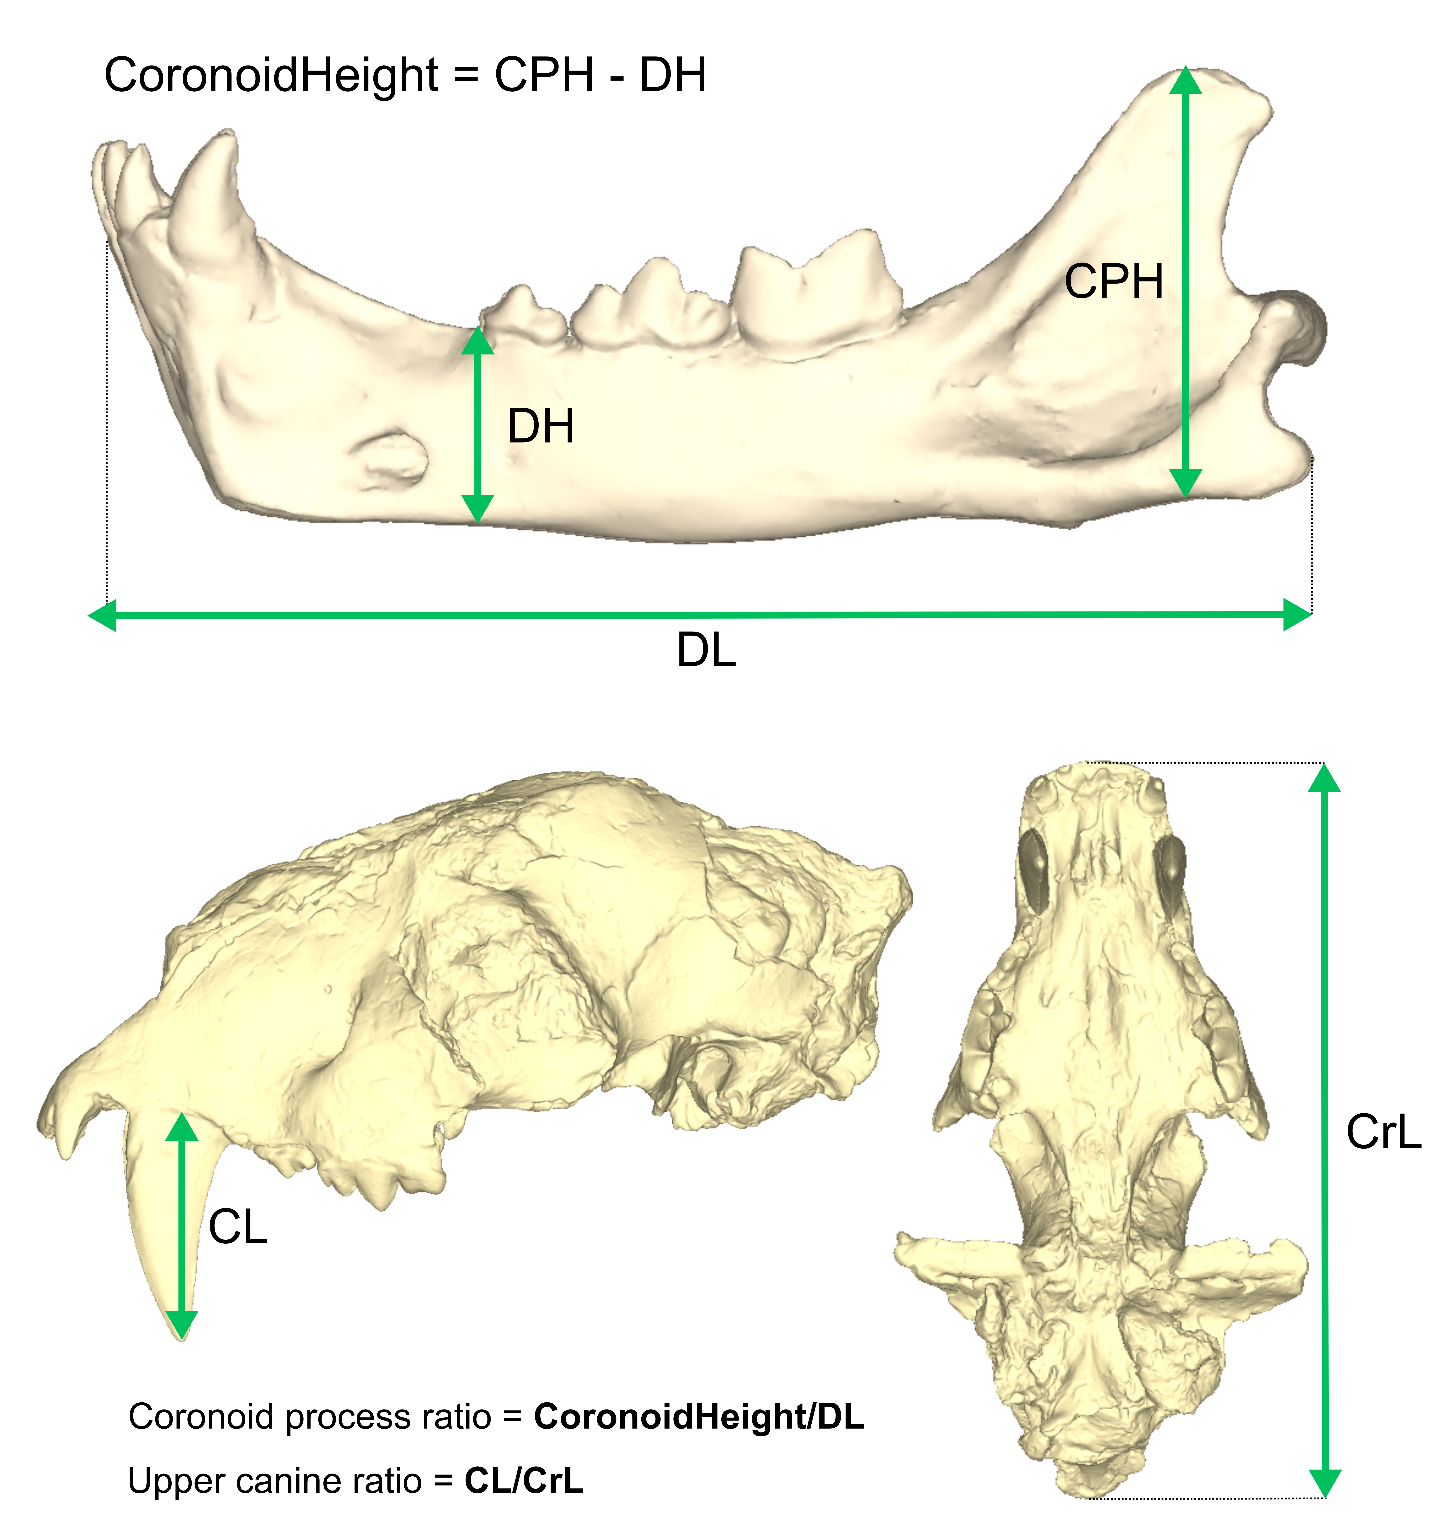 CoronoidHeight = CPH - DH
CPH
DH
DL
CL
CrL
Coronoid process ratio = CoronoidHeight/DL
Upper canine ratio = CL/CrL